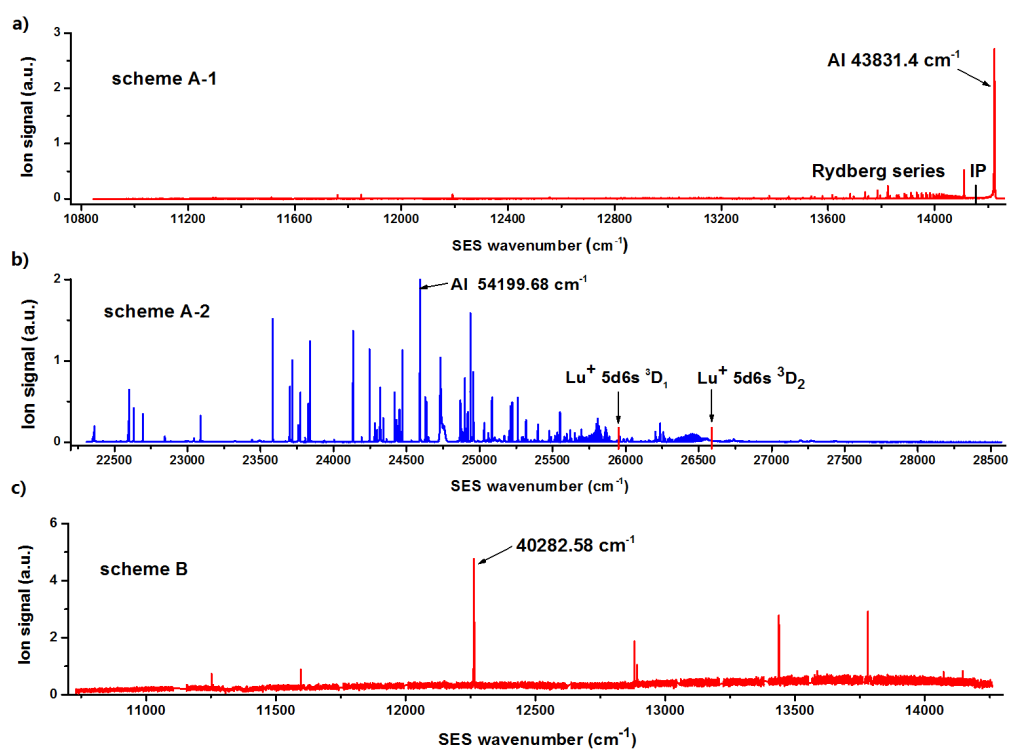 a)
scheme A-1
AI 43831.4 cm⁻¹
Rydberg series
IP
Ion signal (a.u.)
3
2
1
0
10800 11200 11600 12000 12400 12800 13200 13600 14000
SES wavenumber (cm⁻¹)
b)
scheme A-2
AI 54199.68 cm⁻¹
Lu⁺ 5d6s ³D₁
Lu⁺ 5d6s ³D₂
Ion signal (a.u.)
2
1
0
22500 23000 23500 24000 24500 25000 25500 26000 26500 27000 27500 28000 28500
SES wavenumber (cm⁻¹)
c)
scheme B
40282.58 cm⁻¹
Ion signal (a.u.)
6
4
2
0
11000 11500 12000 12500 13000 13500 14000
SES wavenumber (cm⁻¹)